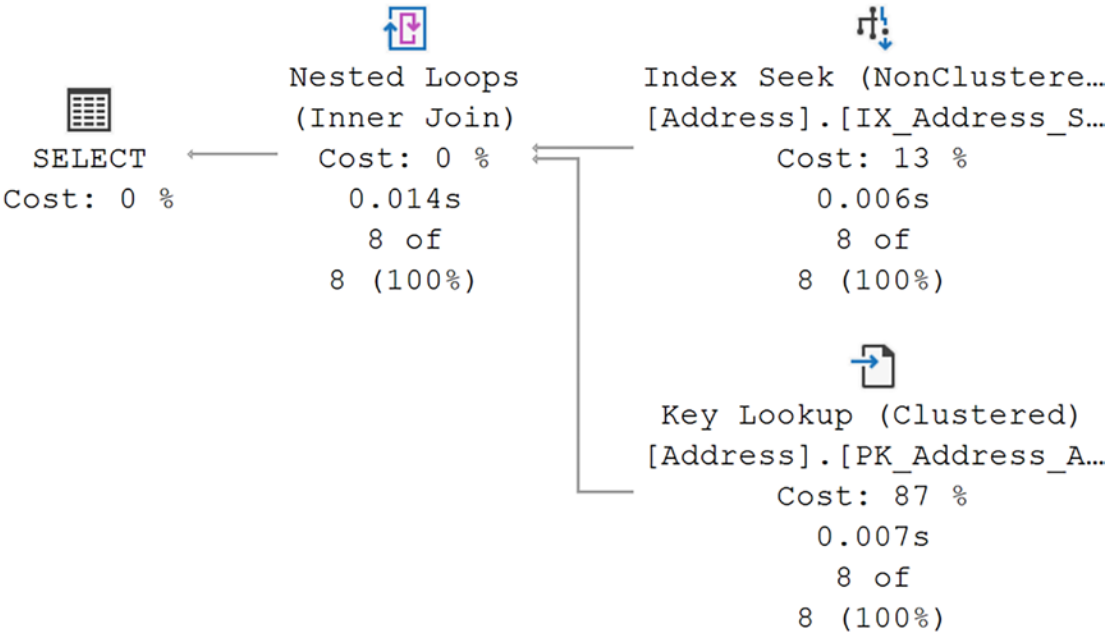 SELECT
Cost: 0 %
Nested Loops
(Inner Join)
Cost: 0 %
0.014s
8 of
8 (100%)
Index Seek (NonClustere…
[Address].[IX_Address_S…
Cost: 13 %
0.006s
8 of
8 (100%)
Key Lookup (Clustered)
[Address].[PK_Address_A…
Cost: 87 %
0.007s
8 of
8 (100%)